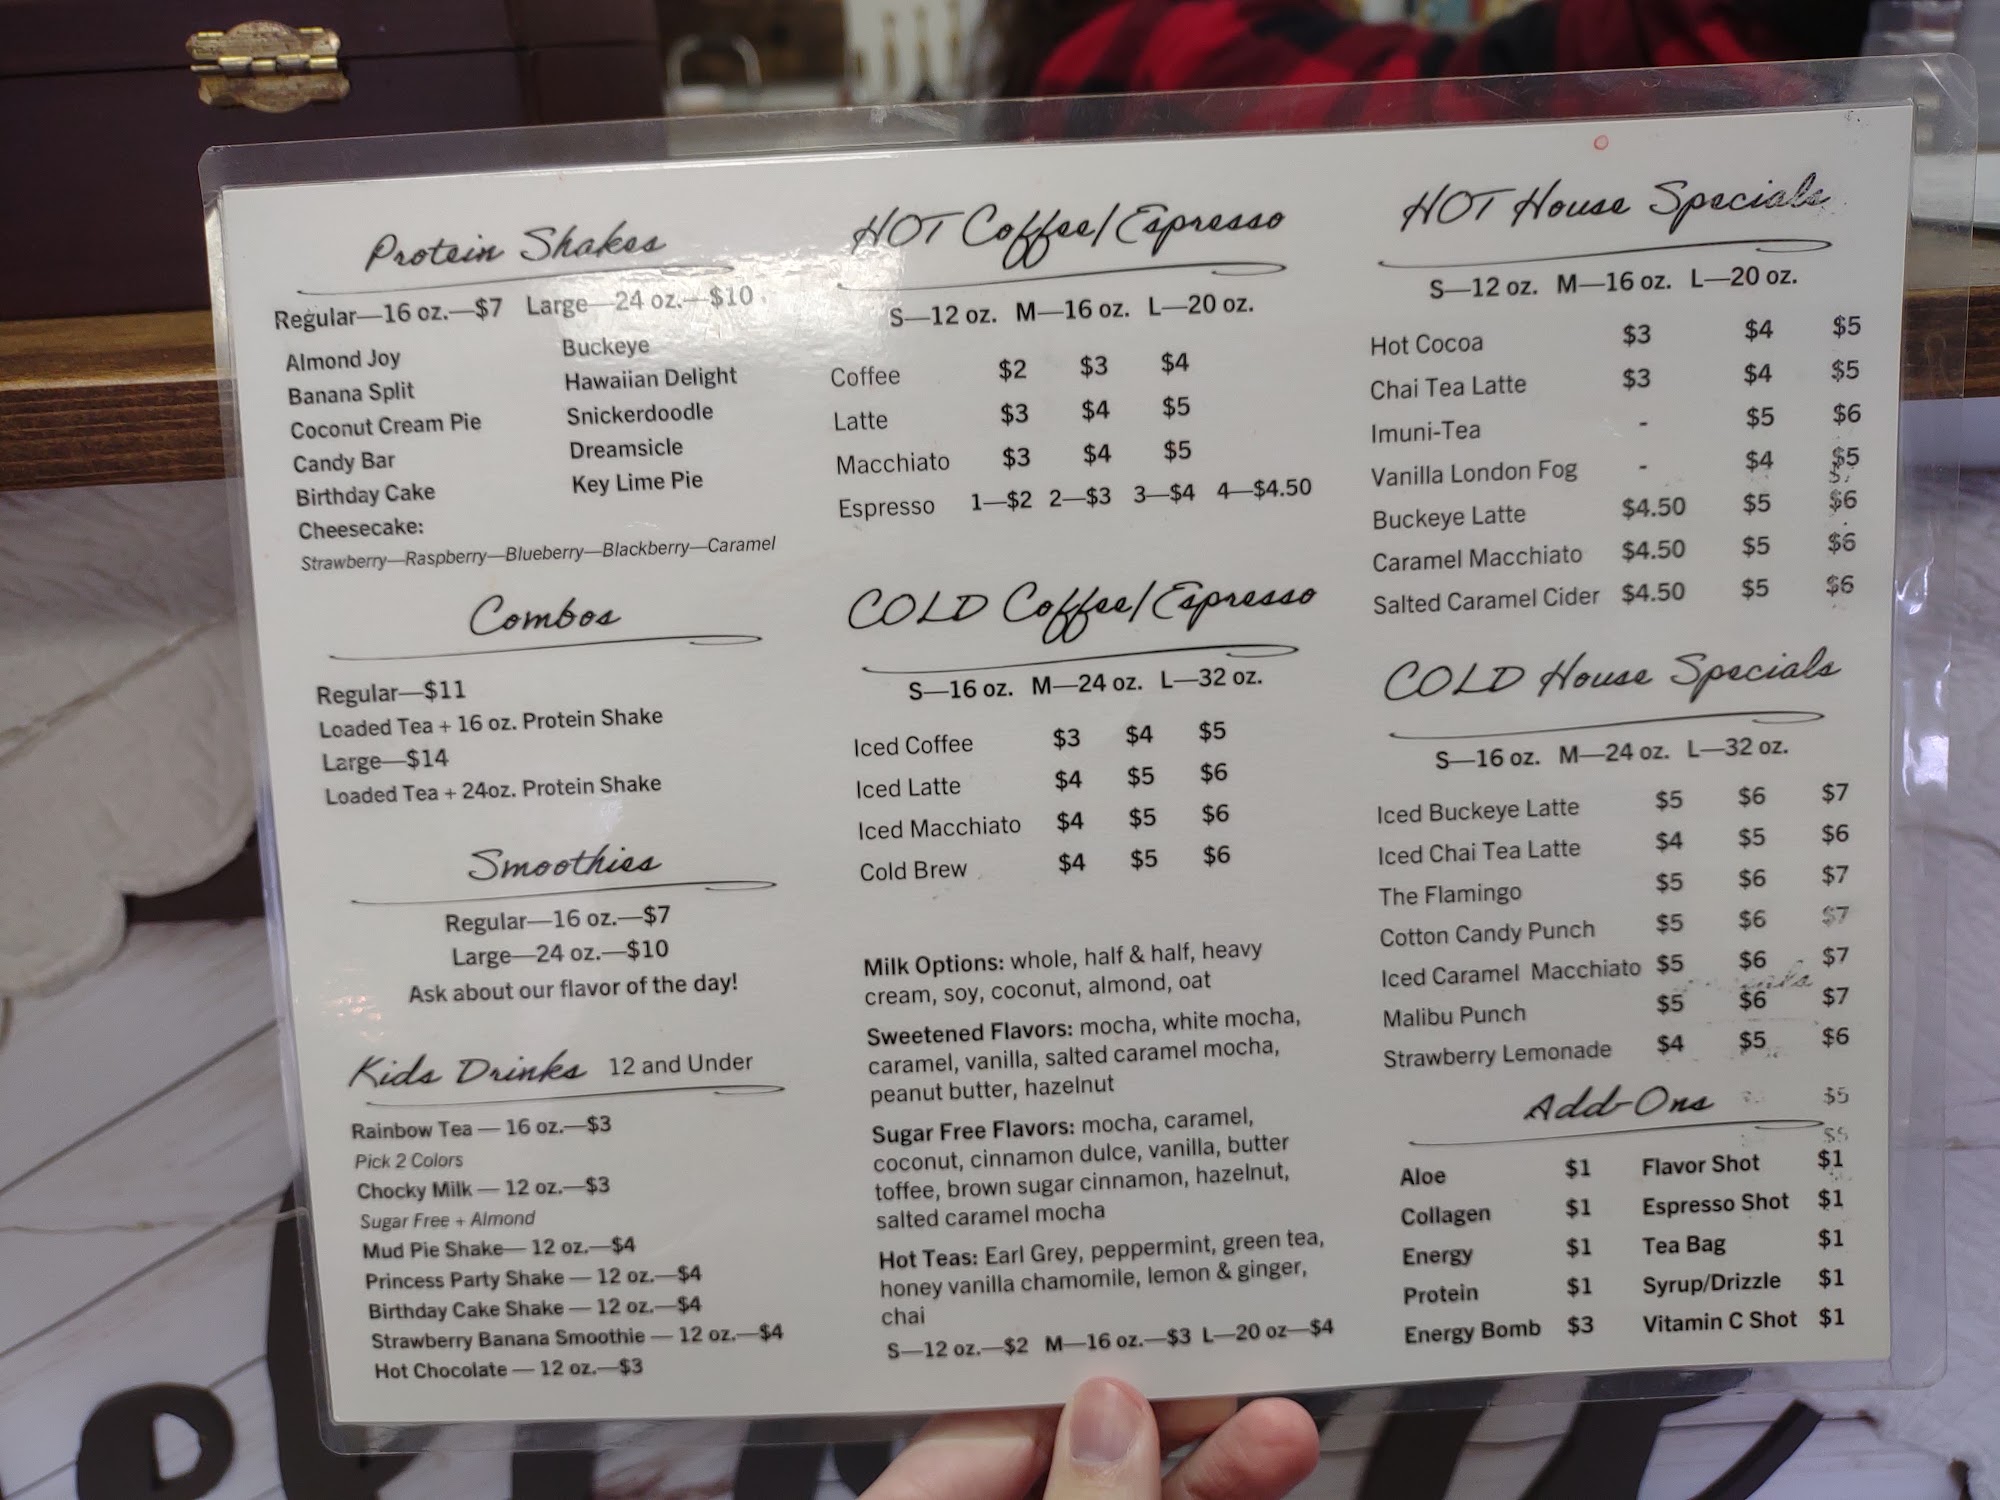 Protein Shakes
Regular—16 oz.—$7 Large—24 oz.—$10
Almond Joy
Banana Split
Coconut Cream Pie
Candy Bar
Birthday Cake
Cheesecake:
Buckeye
Hawaiian Delight
Snickerdoodle
Dreamsicle
Key Lime Pie
Strawberry—Raspberry—Blueberry—Blackberry—Caramel
Combos
Regular—$11
Loaded Tea + 16 oz. Protein Shake
Large—$14
Loaded Tea + 24oz. Protein Shake
Smoothies
Regular—16 oz.—$7
Large—24 oz.—$10
Ask about our flavor of the day!
Kids Drinks 12 and Under
Rainbow Tea — 16 oz.—$3
Pick 2 Colors
Chocky Milk — 12 oz.—$3
Sugar Free + Almond
Mud Pie Shake— 12 oz.—$4
Princess Party Shake — 12 oz.—$4
Birthday Cake Shake — 12 oz.—$4
Strawberry Banana Smoothie — 12 oz.—$4
Hot Chocolate — 12 oz.—$3
HOT Coffee/Espresso
S—12 oz. M—16 oz. L—20 oz.
Coffee $2 $3 $4
Latte $3 $4 $5
Macchiato $3 $4 $5
Espresso 1—$2 2—$3 3—$4 4—$4.50
COLD Coffee/Espresso
S—16 oz. M—24 oz. L—32 oz.
Iced Coffee $3 $4 $5
Iced Latte $4 $5 $6
Iced Macchiato $4 $5 $6
Cold Brew $4 $5 $6
Milk Options: whole, half & half, heavy
cream, soy, coconut, almond, oat
Sweetened Flavors: mocha, white mocha,
caramel, vanilla, salted caramel mocha,
peanut butter, hazelnut
Sugar Free Flavors: mocha, caramel,
coconut, cinnamon dulce, vanilla, butter
toffee, brown sugar cinnamon, hazelnut,
salted caramel mocha
Hot Teas: Earl Grey, peppermint, green tea,
honey vanilla chamomile, lemon & ginger,
chai
S—12 oz.—$2 M—16 oz.—$3 L—20 oz—$4
HOT House Specials
S—12 oz. M—16 oz. L—20 oz.
Hot Cocoa $3 $4 $5
Chai Tea Latte $3 $4 $5
Imuni-Tea - $5 $6
Vanilla London Fog - $4 $5
Buckeye Latte $4.50 $5 $6
Caramel Macchiato $4.50 $5 $6
Salted Caramel Cider $4.50 $5 $6
COLD House Specials
S—16 oz. M—24 oz. L—32 oz.
Iced Buckeye Latte $5 $6 $7
Iced Chai Tea Latte $4 $5 $6
The Flamingo $5 $6 $7
Cotton Candy Punch $5 $6 $7
Iced Caramel Macchiato $5 $6 $7
Malibu Punch $5 $6 $7
Strawberry Lemonade $4 $5 $6
Add-Ons
$5
$5
Aloe $1 Flavor Shot $1
Collagen $1 Espresso Shot $1
Energy $1 Tea Bag $1
Protein $1 Syrup/Drizzle $1
Energy Bomb $3 Vitamin C Shot $1